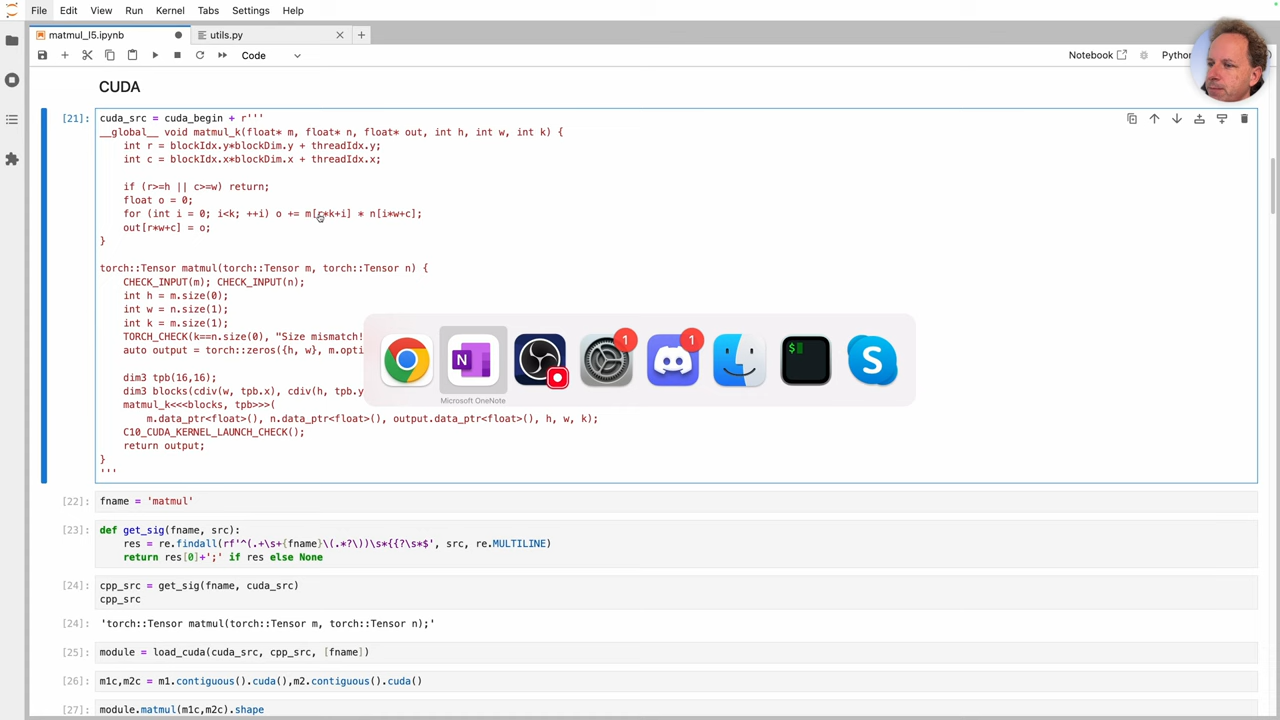 File Edit View Run Kernel Tabs Settings Help
matmul_l5.ipynb
utils.py
Code
Notebook
CUDA
[21]:
cuda_src = cuda_begin + r'''
__global__ void matmul_k(float* m, float* n, float* out, int h, int w, int k) {
int r = blockIdx.y*blockDim.y + threadIdx.y;
int c = blockIdx.x*blockDim.x + threadIdx.x;
if (r>=h || c>=w) return;
float o = 0;
for (int i = 0; i<k; ++i) o += m[r*k+i] * n[i*w+c];
out[r*w+c] = o;
}
torch::Tensor matmul(torch::Tensor m, torch::Tensor n) {
CHECK_INPUT(m); CHECK_INPUT(n);
int h = m.size(0);
int w = n.size(1);
int k = m.size(1);
TORCH_CHECK(k==n.size(0), "Size mismatch!
auto output = torch::zeros({h, w}, m.opti
dim3 tpb(16,16);
dim3 blocks(cdiv(w, tpb.x), cdiv(h, tpb.y
matmul_k<<<blocks, tpb>>>(
m.data_ptr<float>(), n.data_ptr<float>(), output.data_ptr<float>(), h, w, k);
C10_CUDA_KERNEL_LAUNCH_CHECK();
return output;
}
'''
1
1
N
$
S
Microsoft OneNote
[22]:
fname = 'matmul'
[23]:
def get_sig(fname, src):
res = re.findall(rf'^(.+\s+{fname}\(.*?\))\s*{{?\s*$', src, re.MULTILINE)
return res[0]+';' if res else None
[24]:
cpp_src = get_sig(fname, cuda_src)
cpp_src
[24]:
'torch::Tensor matmul(torch::Tensor m, torch::Tensor n);'
[25]:
module = load_cuda(cuda_src, cpp_src, [fname])
[26]:
m1c,m2c = m1.contiguous().cuda(),m2.contiguous().cuda()
[27]:
module.matmul(m1c,m2c).shape